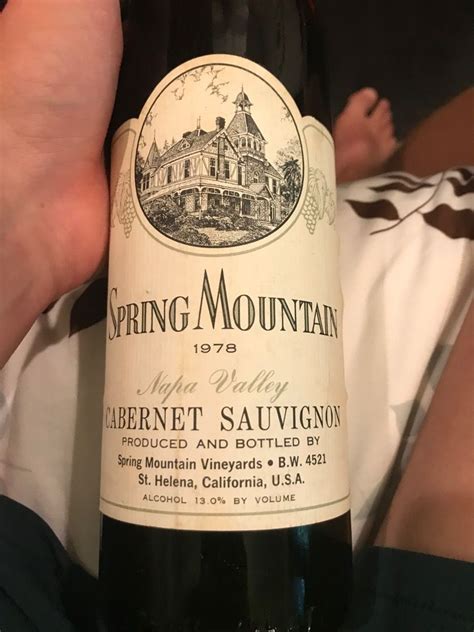 SPRING MOUNTAIN
1978
Napa Valley
CABERNET SAUVIGNON
PRODUCED AND BOTTLED BY
Spring Mountain Vineyards • B.W. 4521
St. Helena, California, U.S.A.
ALCOHOL 13.0% BY VOLUME